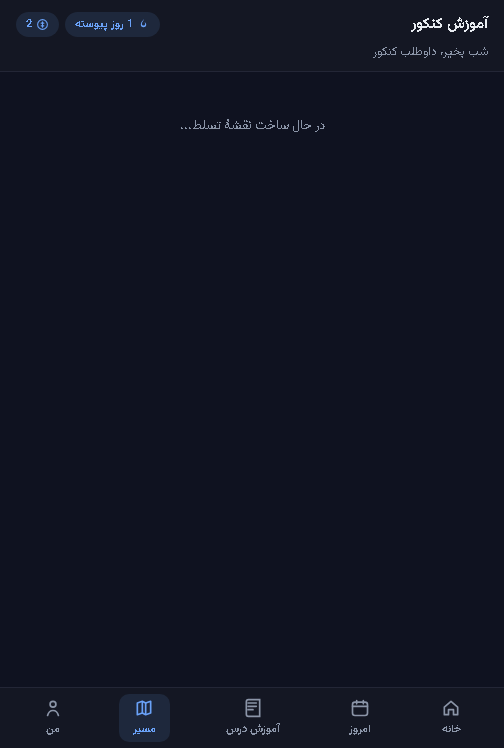 آموزش کنکور
1 روز پیوسته
2
شب بخیر، داوطلب کنکور
در حال ساخت نقشهٔ تسلط...
خانه
امروز
آموزش درس
مسیر
من